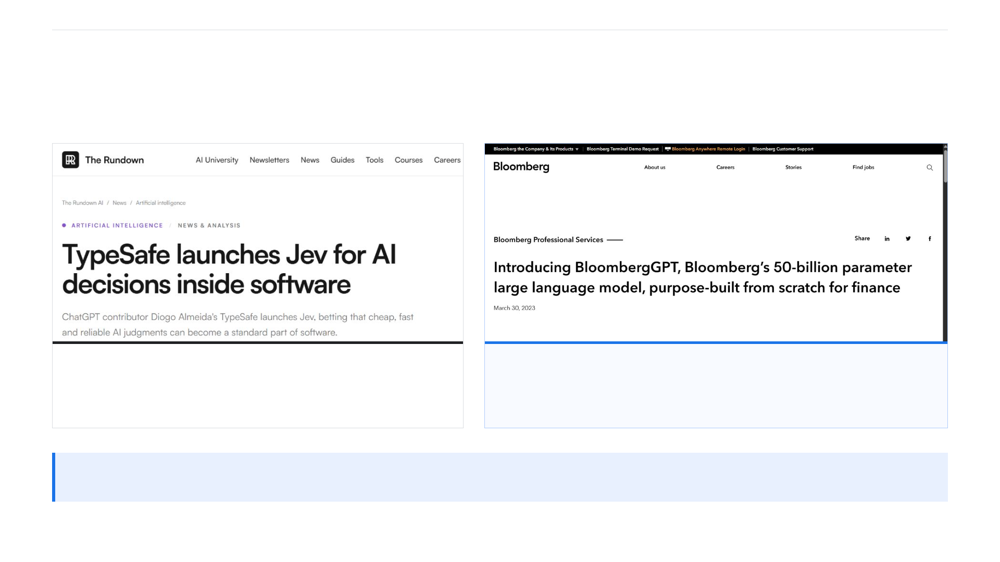 The Rundown
AI University Newsletters News Guides Tools Courses Careers
The Rundown AI / News / Artificial intelligence
ARTIFICIAL INTELLIGENCE / NEWS & ANALYSIS
TypeSafe launches Jev for AI
decisions inside software
ChatGPT contributor Diogo Almeida's TypeSafe launches Jev, betting that cheap, fast
and reliable AI judgments can become a standard part of software.
Bloomberg the Company & Its Products | Bloomberg Terminal Demo Request | Bloomberg Anywhere Remote Login | Bloomberg Customer Support
Bloomberg
About us Careers Stories Find jobs
Bloomberg Professional Services
Share
Introducing BloombergGPT, Bloomberg’s 50-billion parameter
large language model, purpose-built from scratch for finance
March 30, 2023